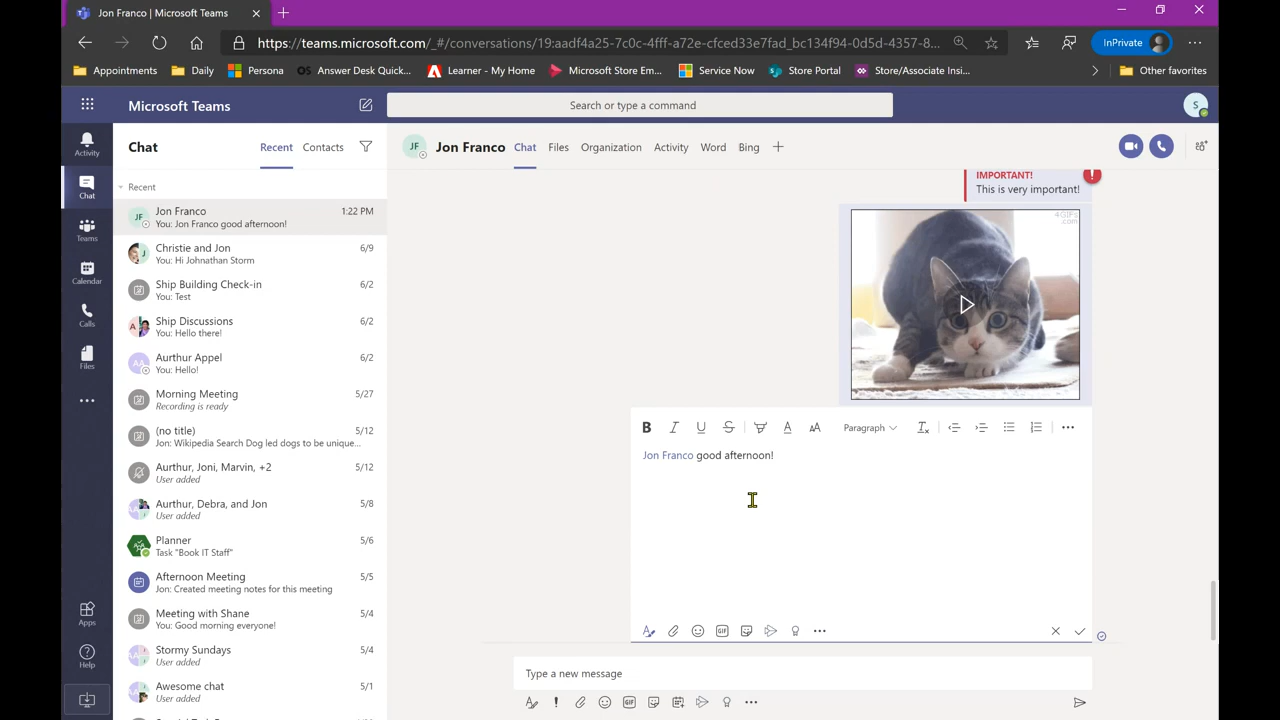 Jon Franco | Microsoft Teams
https://teams.microsoft.com/_#/conversations/19:aadf4a25-7c0c-4fff-a72e-cfced33e7fad_bc134f94-0d5d-4357-8...
InPrivate
Appointments
Daily
Persona
Answer Desk Quick...
Learner - My Home
Microsoft Store Em...
Service Now
Store Portal
Store/Associate Insi...
Other favorites
Microsoft Teams
Search or type a command
S
Activity
Chat
Teams
Calendar
Calls
Files
Apps
Help
Chat
Recent
Contacts
Recent
JF
Jon Franco
1:22 PM
You: Jon Franco good afternoon!
Christie and Jon
6/9
You: Hi Johnathan Storm
Ship Building Check-in
6/2
You: Test
Ship Discussions
6/2
You: Hello there!
Aurthur Appel
6/2
You: Hello!
Morning Meeting
5/27
Recording is ready
(no title)
5/12
Jon: Wikipedia Search Dog led dogs to be unique...
Aurthur, Joni, Marvin, +2
5/12
User added
Aurthur, Debra, and Jon
5/8
User added
Planner
5/6
Task "Book IT Staff"
Afternoon Meeting
5/5
Jon: Created meeting notes for this meeting
Meeting with Shane
5/4
You: Good morning everyone!
Stormy Sundays
5/4
User added
Awesome chat
5/1
User added
JF
Jon Franco
Chat
Files
Organization
Activity
Word
Bing
IMPORTANT!
This is very important!
4GIFs
.com
B I U S A AA Paragraph
Jon Franco good afternoon!
GIF
Type a new message
GIF